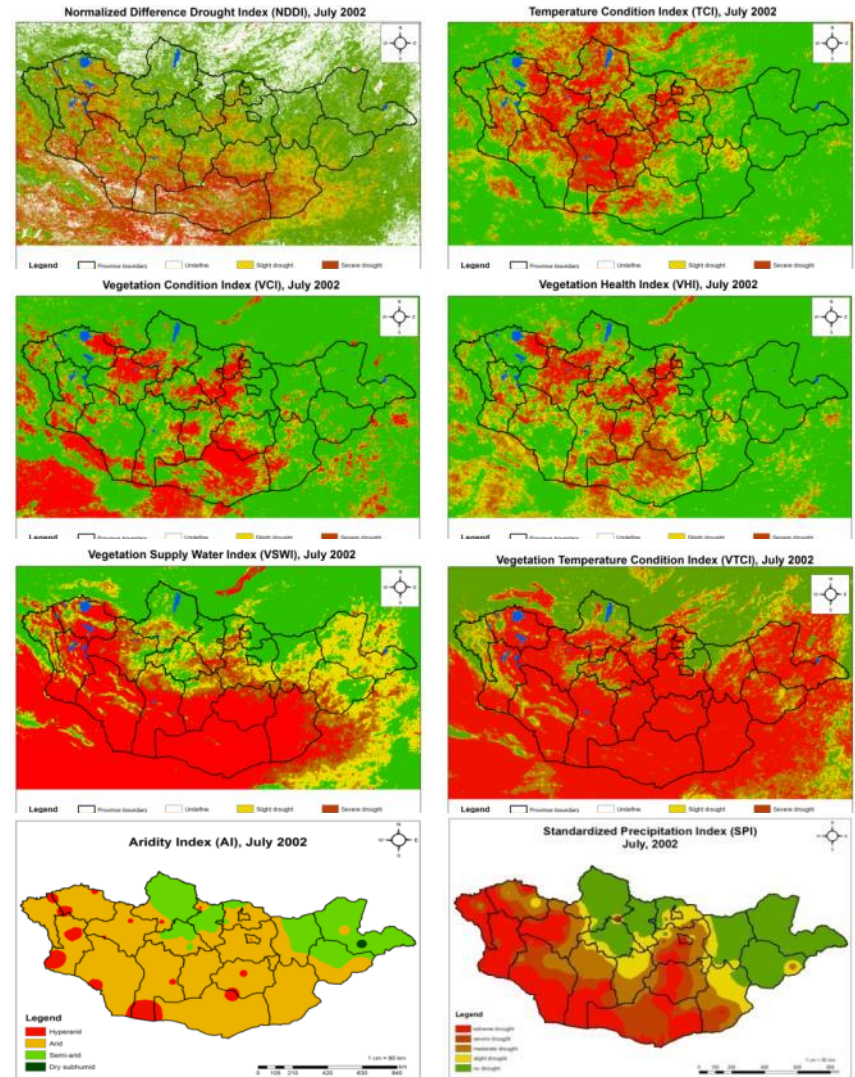 Normalized Difference Drought Index (NDDI), July 2002
N
W
E
S
Legend
Province boundary
Undefine
Slight drought
Severe drought
Temperature Condition Index (TCI), July 2002
N
W
E
S
Legend
Province boundary
Undefine
Slight drought
Severe drought
Vegetation Condition Index (VCI), July 2002
N
W
E
S
Legend
Province boundary
Undefine
Slight drought
Severe drought
Vegetation Health Index (VHI), July 2002
N
W
E
S
Legend
Province boundary
Undefine
Slight drought
Severe drought
Vegetation Supply Water Index (VSWI), July 2002
N
W
E
S
Legend
Province boundary
Undefine
Slight drought
Severe drought
Vegetation Temperature Condition Index (VTCI), July 2002
N
W
E
S
Legend
Province boundary
Undefine
Slight drought
Severe drought
Aridity Index (AI), July 2002
N
W
E
S
Legend
Hyperarid
Arid
Semi-arid
Dry subhumid
1 cm = 90 km
Standardized Precipitation Index (SPI)
July, 2002
N
W
E
S
Legend
extreme drought
severe drought
moderate drought
slight drought
no drought